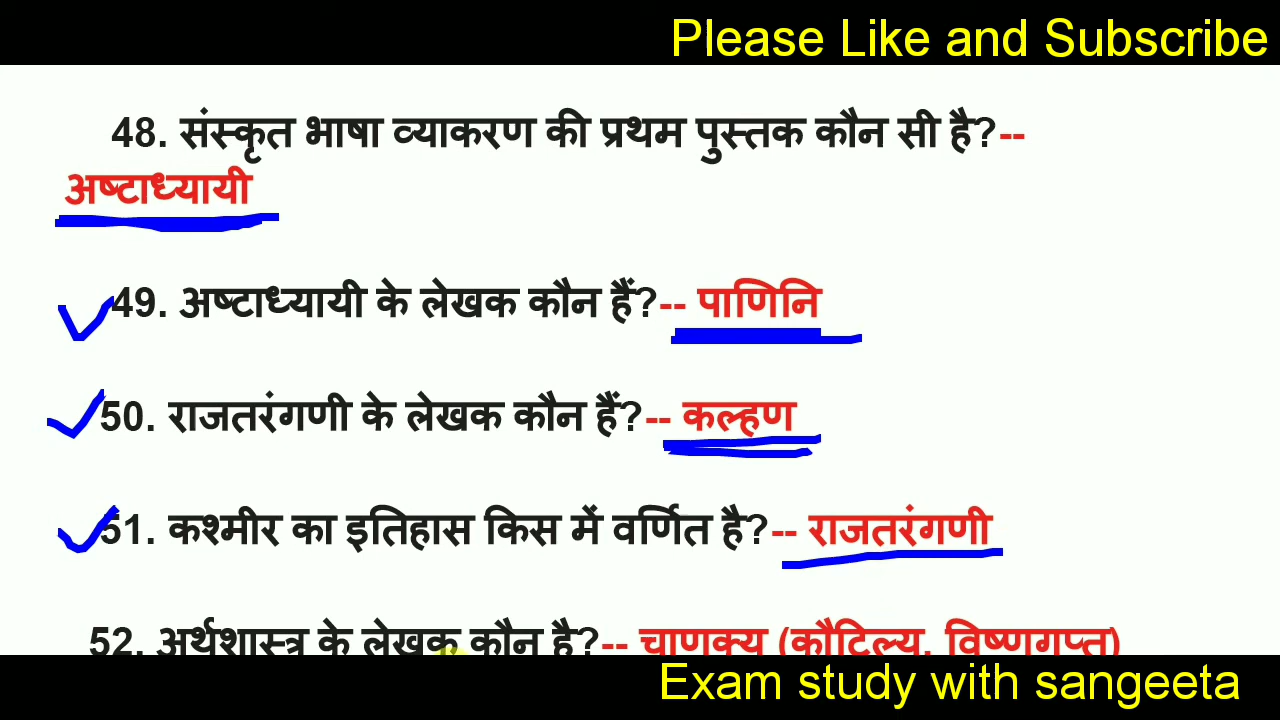 Please Like and Subscribe
48. संस्कृत भाषा व्याकरण की प्रथम पुस्तक कौन सी है?--
अष्टाध्यायी
49. अष्टाध्यायी के लेखक कौन हैं?-- पाणिनि
50. राजतरंगणी के लेखक कौन हैं?-- कल्हण
51. कश्मीर का इतिहास किस में वर्णित है?-- राजतरंगणी
52. अर्थशास्त्र के लेखक कौन है?-- चाणक्य (कौटिल्य, विष्णगप्त)
Exam study with sangeeta